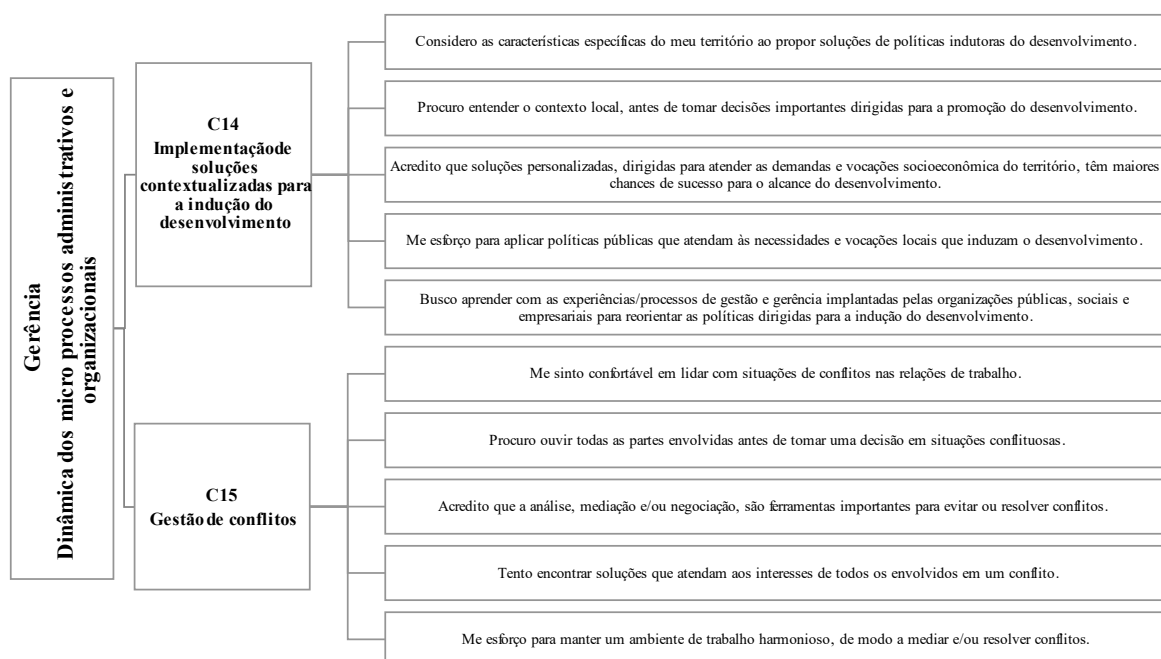 Gerência
Dinâmica dos micro processos administrativos e
organizacionais
C14
Implementaçãode
soluções
contextualizadas para
a indução do
desenvolvimento
Considero as características específicas do meu território ao propor soluções de políticas indutoras do desenvolvimento.
Procuro entender o contexto local, antes de tomar decisões importantes dirigidas para a promoção do desenvolvimento.
Acredito que soluções personalizadas, dirigidas para atender as demandas e vocações socioeconômica do território, têm maiores
chances de sucesso para o alcance do desenvolvimento.
Me esforço para aplicar políticas públicas que atendam às necessidades e vocações locais que induzam o desenvolvimento.
Busco aprender com as experiências/processos de gestão e gerência implantadas pelas organizações públicas, sociais e
empresariais para reorientar as políticas dirigidas para a indução do desenvolvimento.
C15
Gestão de conflitos
Me sinto confortável em lidar com situações de conflitos nas relações de trabalho.
Procuro ouvir todas as partes envolvidas antes de tomar uma decisão em situações conflituosas.
Acredito que a análise, mediação e/ou negociação, são ferramentas importantes para evitar ou resolver conflitos.
Tento encontrar soluções que atendam aos interesses de todos os envolvidos em um conflito.
Me esforço para manter um ambiente de trabalho harmonioso, de modo a mediar e/ou resolver conflitos.